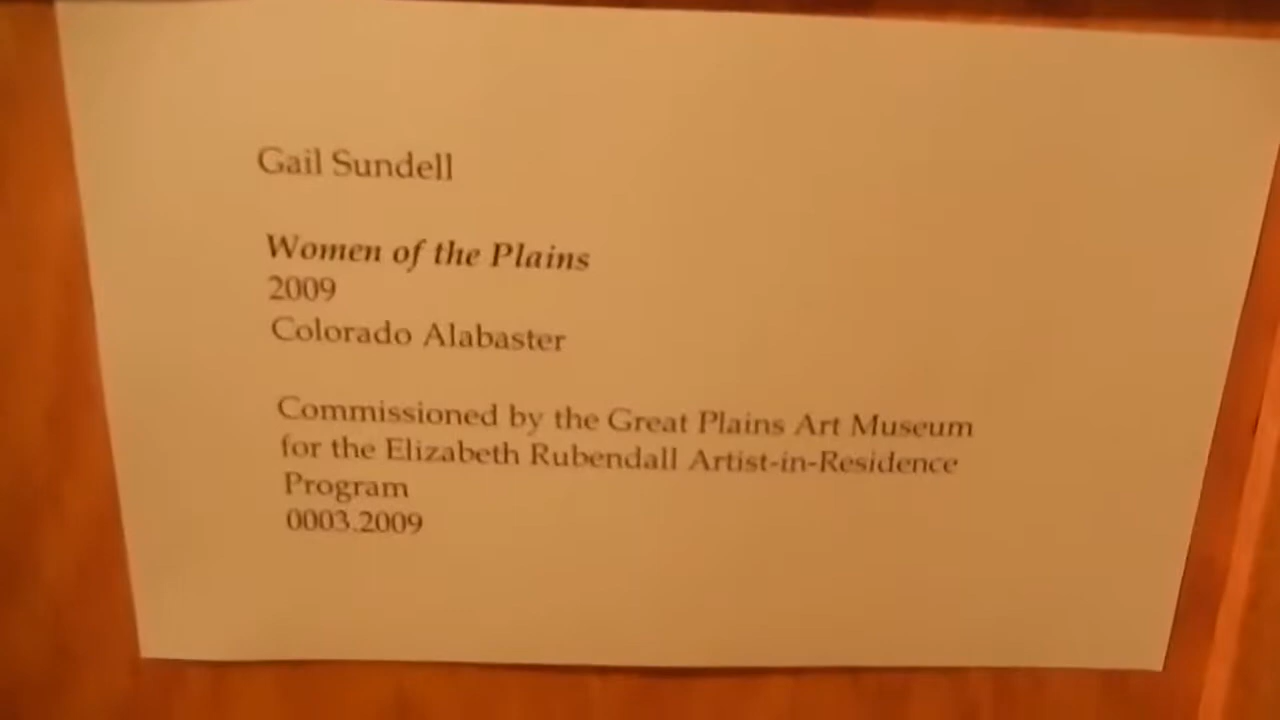 Gail Sundell
Women of the Plains
2009
Colorado Alabaster
Commissioned by the Great Plains Art Museum
for the Elizabeth Rubendall Artist-in-Residence
Program
0003.2009